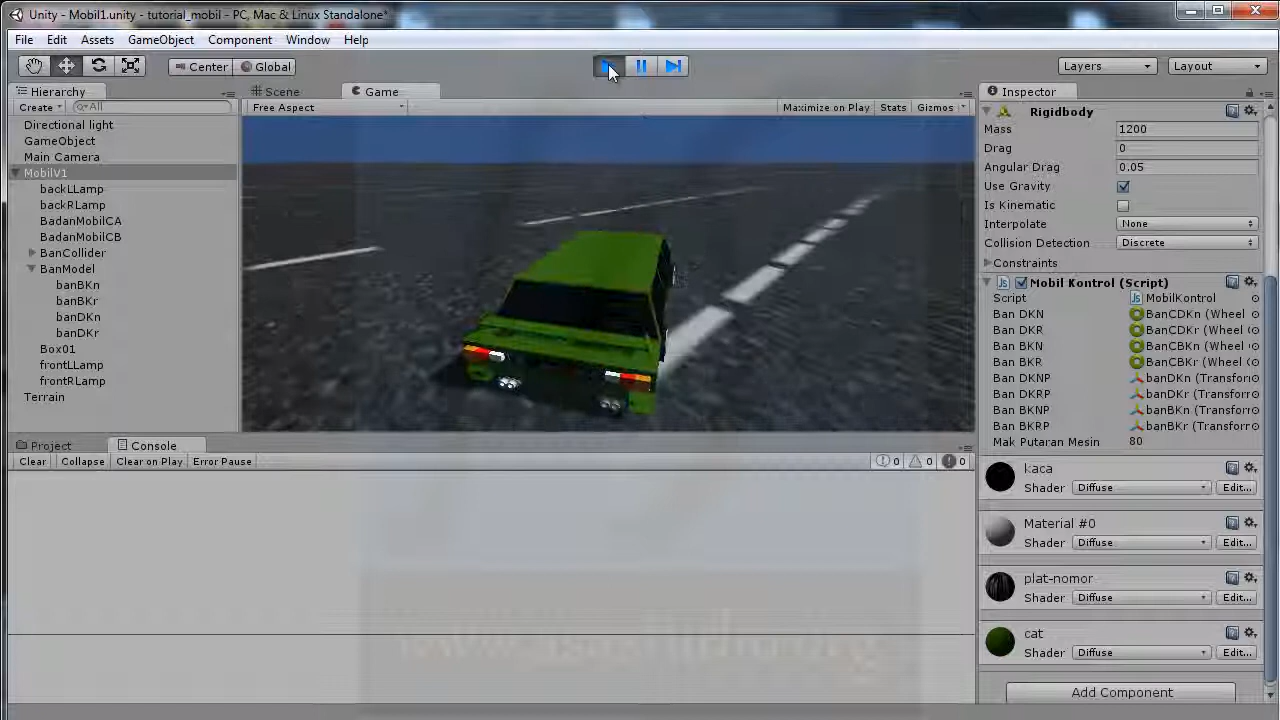 Unity - Mobil1.unity - tutorial_mobil - PC, Mac & Linux Standalone*
File Edit Assets GameObject Component Window Help
Center Global Layers Layout
Hierarchy Scene Game Inspector
Create All Free Aspect Maximize on Play Stats Gizmos
Directional light
GameObject
Main Camera
MobilV1
backLLamp
backRLamp
BadanMobilCA
BadanMobilCB
BanCollider
BanModel
banBKn
banBKr
banDKn
banDKr
Box01
frontLLamp
frontRLamp
Terrain
Rigidbody
Mass 1200
Drag 0
Angular Drag 0.05
Use Gravity
Is Kinematic
Interpolate None
Collision Detection Discrete
Constraints
Mobil Kontrol (Script)
Script MobilKontrol
Ban DKN BanCDKn (Wheel
Ban DKR BanCDKr (Wheel
Ban BKN BanCBKn (Wheel
Ban BKR BanCBKr (Wheel
Ban DKNP banDKn (Transforr
Ban DKRP banDKr (Transforr
Ban BKNP banBKn (Transforr
Ban BKRP banBKr (Transforr
Mak Putaran Mesin 80
kaca
Shader Diffuse Edit...
Material #0
Shader Diffuse Edit...
plat-nomor
Shader Diffuse Edit...
cat
Shader Diffuse Edit...
Add Component
Project Console
Clear Collapse Clear on Play Error Pause 0 0 0